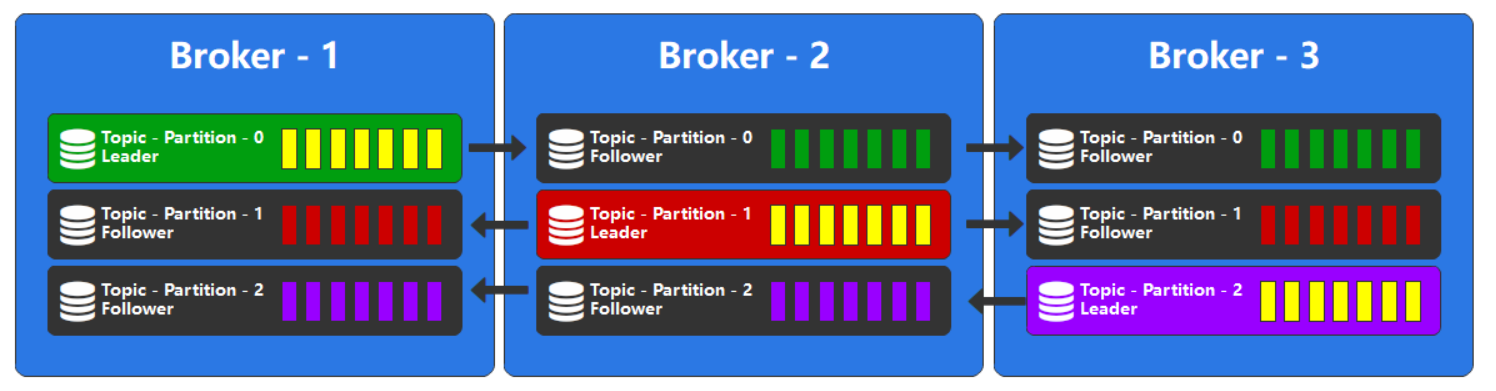 Broker - 1
Topic - Partition - 0
Leader
Topic - Partition - 1
Follower
Topic - Partition - 2
Follower
Broker - 2
Topic - Partition - 0
Follower
Topic - Partition - 1
Leader
Topic - Partition - 2
Follower
Broker - 3
Topic - Partition - 0
Follower
Topic - Partition - 1
Follower
Topic - Partition - 2
Leader